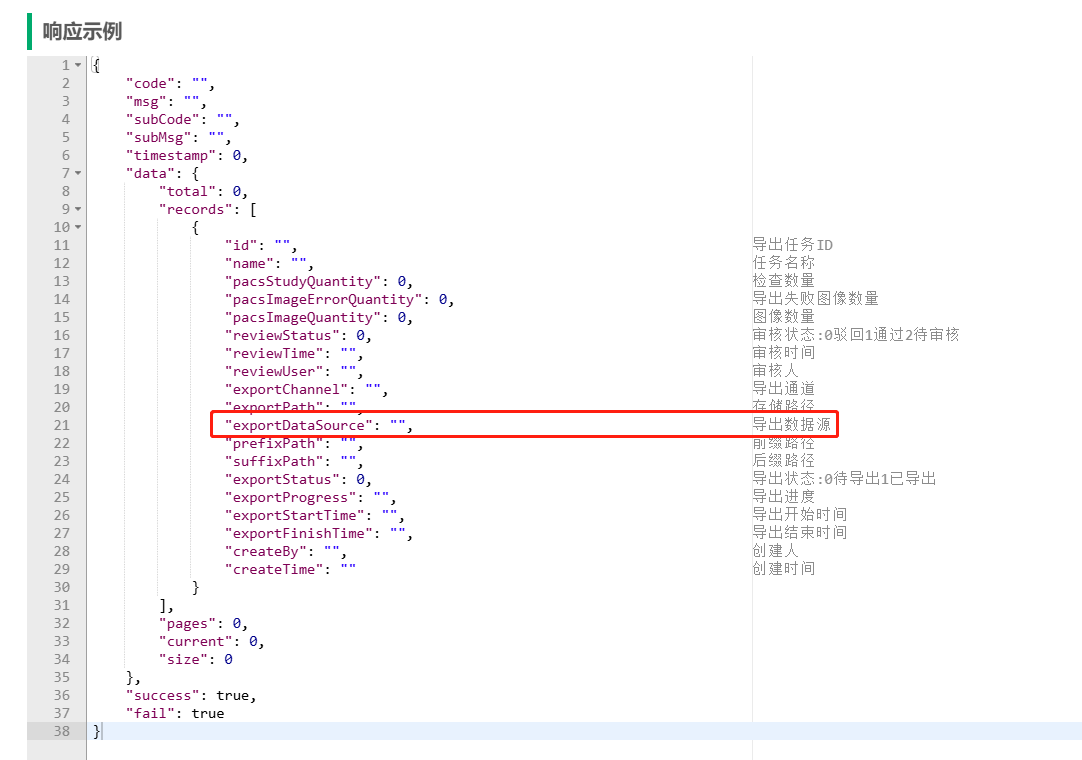 响应示例
1 {
2 "code": "",
3 "msg": "",
4 "subCode": "",
5 "subMsg": "",
6 "timestamp": 0,
7 "data": {
8 "total": 0,
9 "records": [
10 {
11 "id": "", 导出任务ID
12 "name": "", 任务名称
13 "pacsStudyQuantity": 0, 检查数量
14 "pacsImageErrorQuantity": 0, 导出失败图像数量
15 "pacsImageQuantity": 0, 图像数量
16 "reviewStatus": 0, 审核状态:0驳回1通过2待审核
17 "reviewTime": "", 审核时间
18 "reviewUser": "", 审核人
19 "exportChannel": "", 导出通道
20 "exportPath": "", 存储路径
21 "exportDataSource": "", 导出数据源
22 "prefixPath": "", 前缀路径
23 "suffixPath": "", 后缀路径
24 "exportStatus": 0, 导出状态:0待导出1已导出
25 "exportProgress": "", 导出进度
26 "exportStartTime": "", 导出开始时间
27 "exportFinishTime": "", 导出结束时间
28 "createBy": "", 创建人
29 "createTime": "" 创建时间
30 }
31 ],
32 "pages": 0,
33 "current": 0,
34 "size": 0
35 },
36 "success": true,
37 "fail": true
38 }